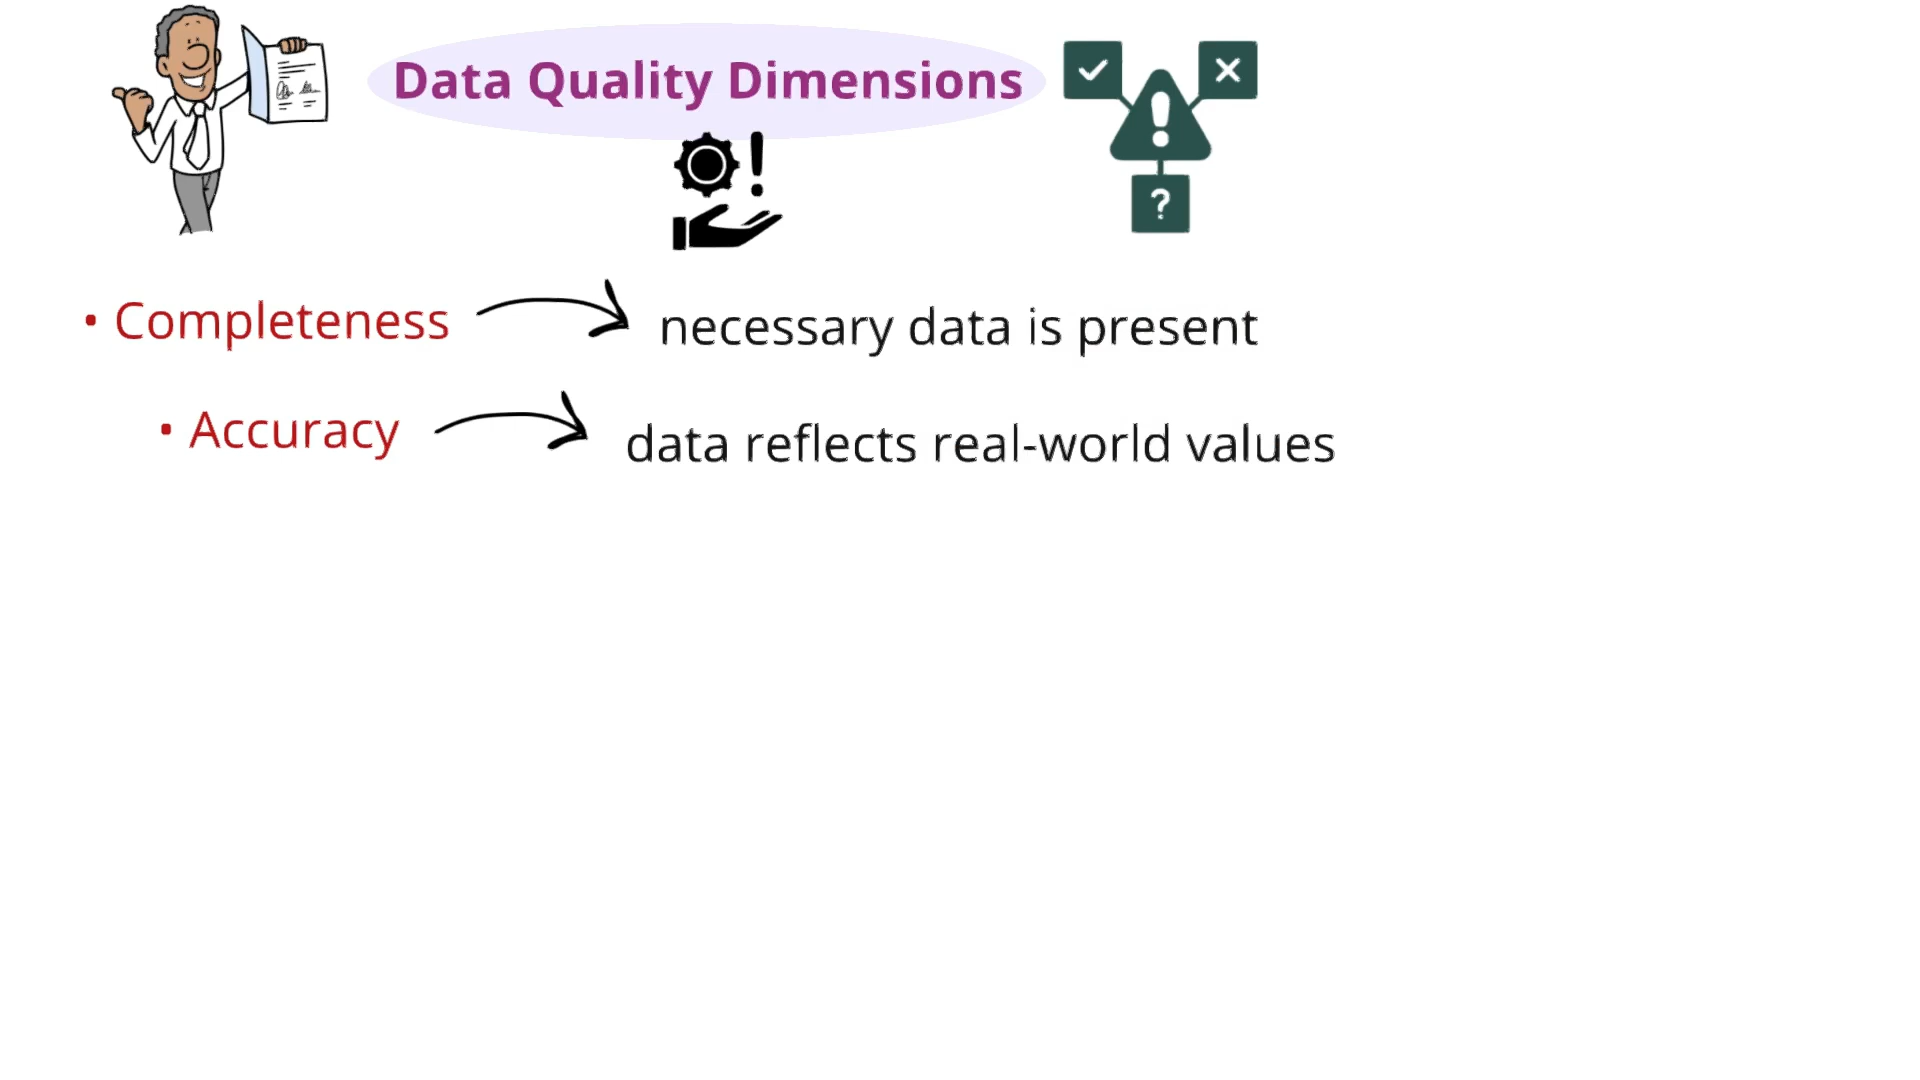 Data Quality Dimensions
• Completeness
necessary data is present
• Accuracy
data reflects real-world values